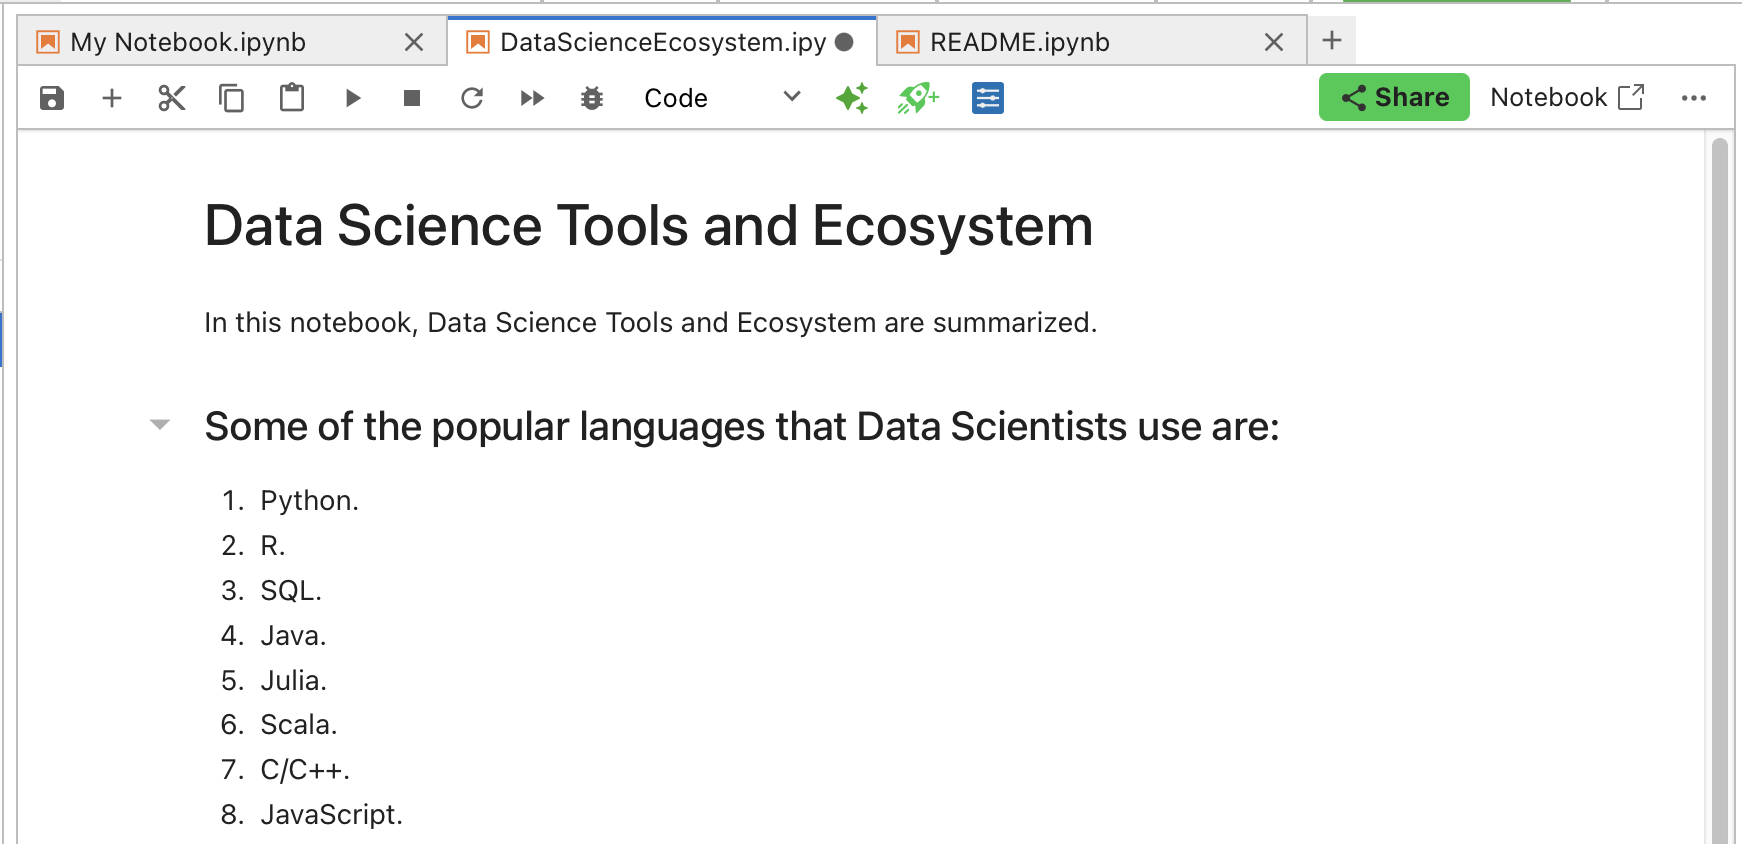 My Notebook.ipynb
DataScienceEcosystem.ipy
README.ipynb
Code
Share
Notebook
Data Science Tools and Ecosystem
In this notebook, Data Science Tools and Ecosystem are summarized.
Some of the popular languages that Data Scientists use are:
1. Python.
2. R.
3. SQL.
4. Java.
5. Julia.
6. Scala.
7. C/C++.
8. JavaScript.